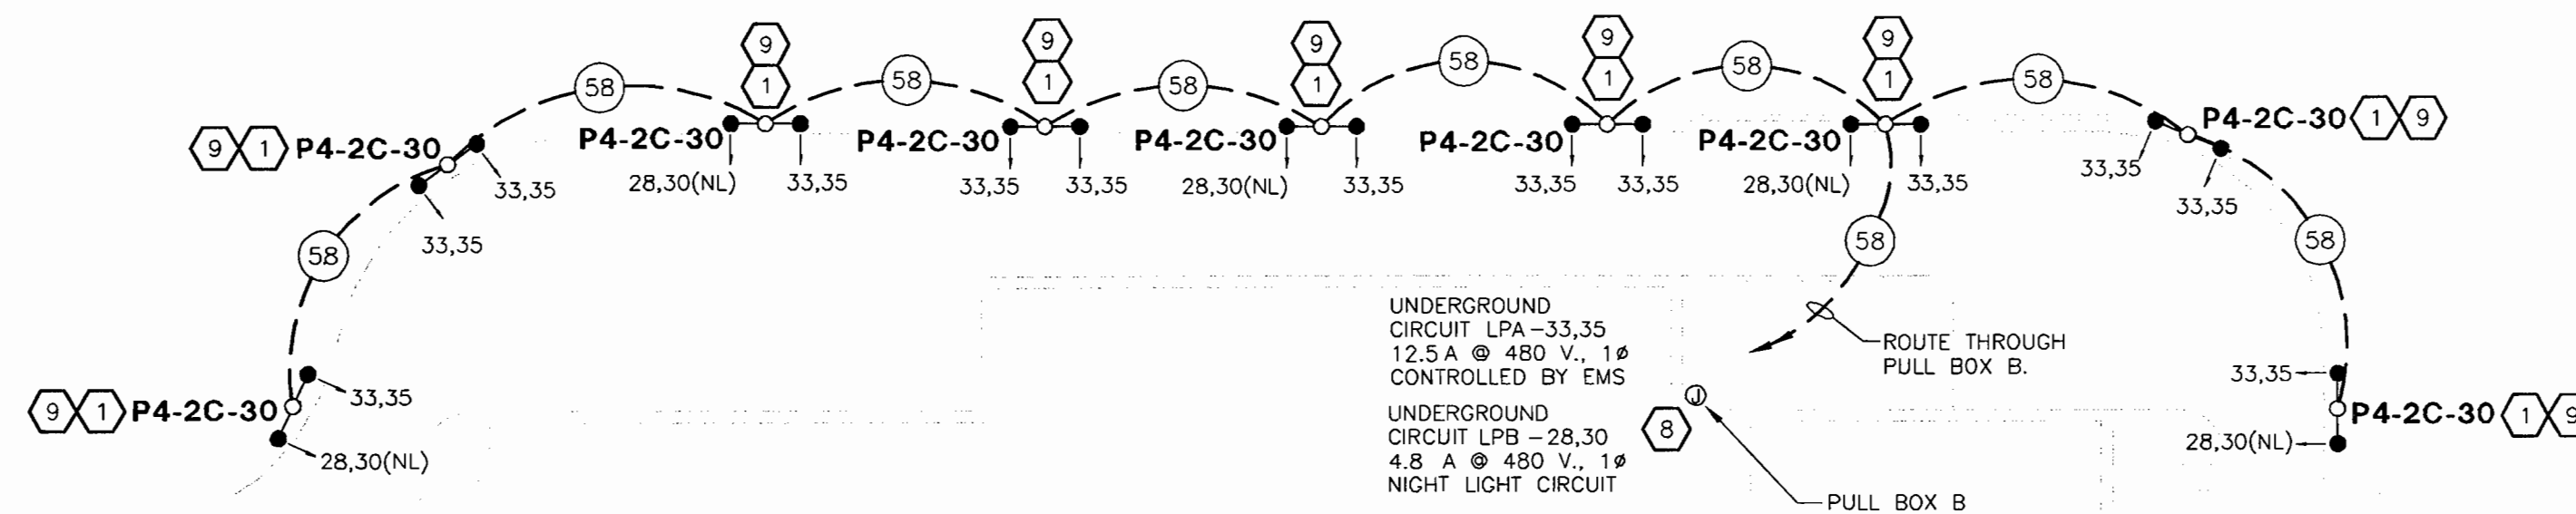 9 9 9 9 9
1 1 1 1 1
58 58 58 58 58 58
9 1 P4-2C-30
P4-2C-30 P4-2C-30 P4-2C-30 P4-2C-30 P4-2C-30
P4-2C-30 1 9
33,35
28,30(NL) 33,35
33,35 33,35
28,30(NL) 33,35
33,35 33,35
28,30(NL) 33,35
33,35
33,35
33,35
58
58
58
UNDERGROUND
CIRCUIT LPA-33,35
12.5 A @ 480 V., 1ø
CONTROLLED BY EMS
ROUTE THROUGH
PULL BOX B.
UNDERGROUND
CIRCUIT LPB-28,30
4.8 A @ 480 V., 1ø
NIGHT LIGHT CIRCUIT
J
8
PULL BOX B
33,35
9 1 P4-2C-30
28,30(NL)
33,35
P4-2C-30 1 9
28,30(NL)